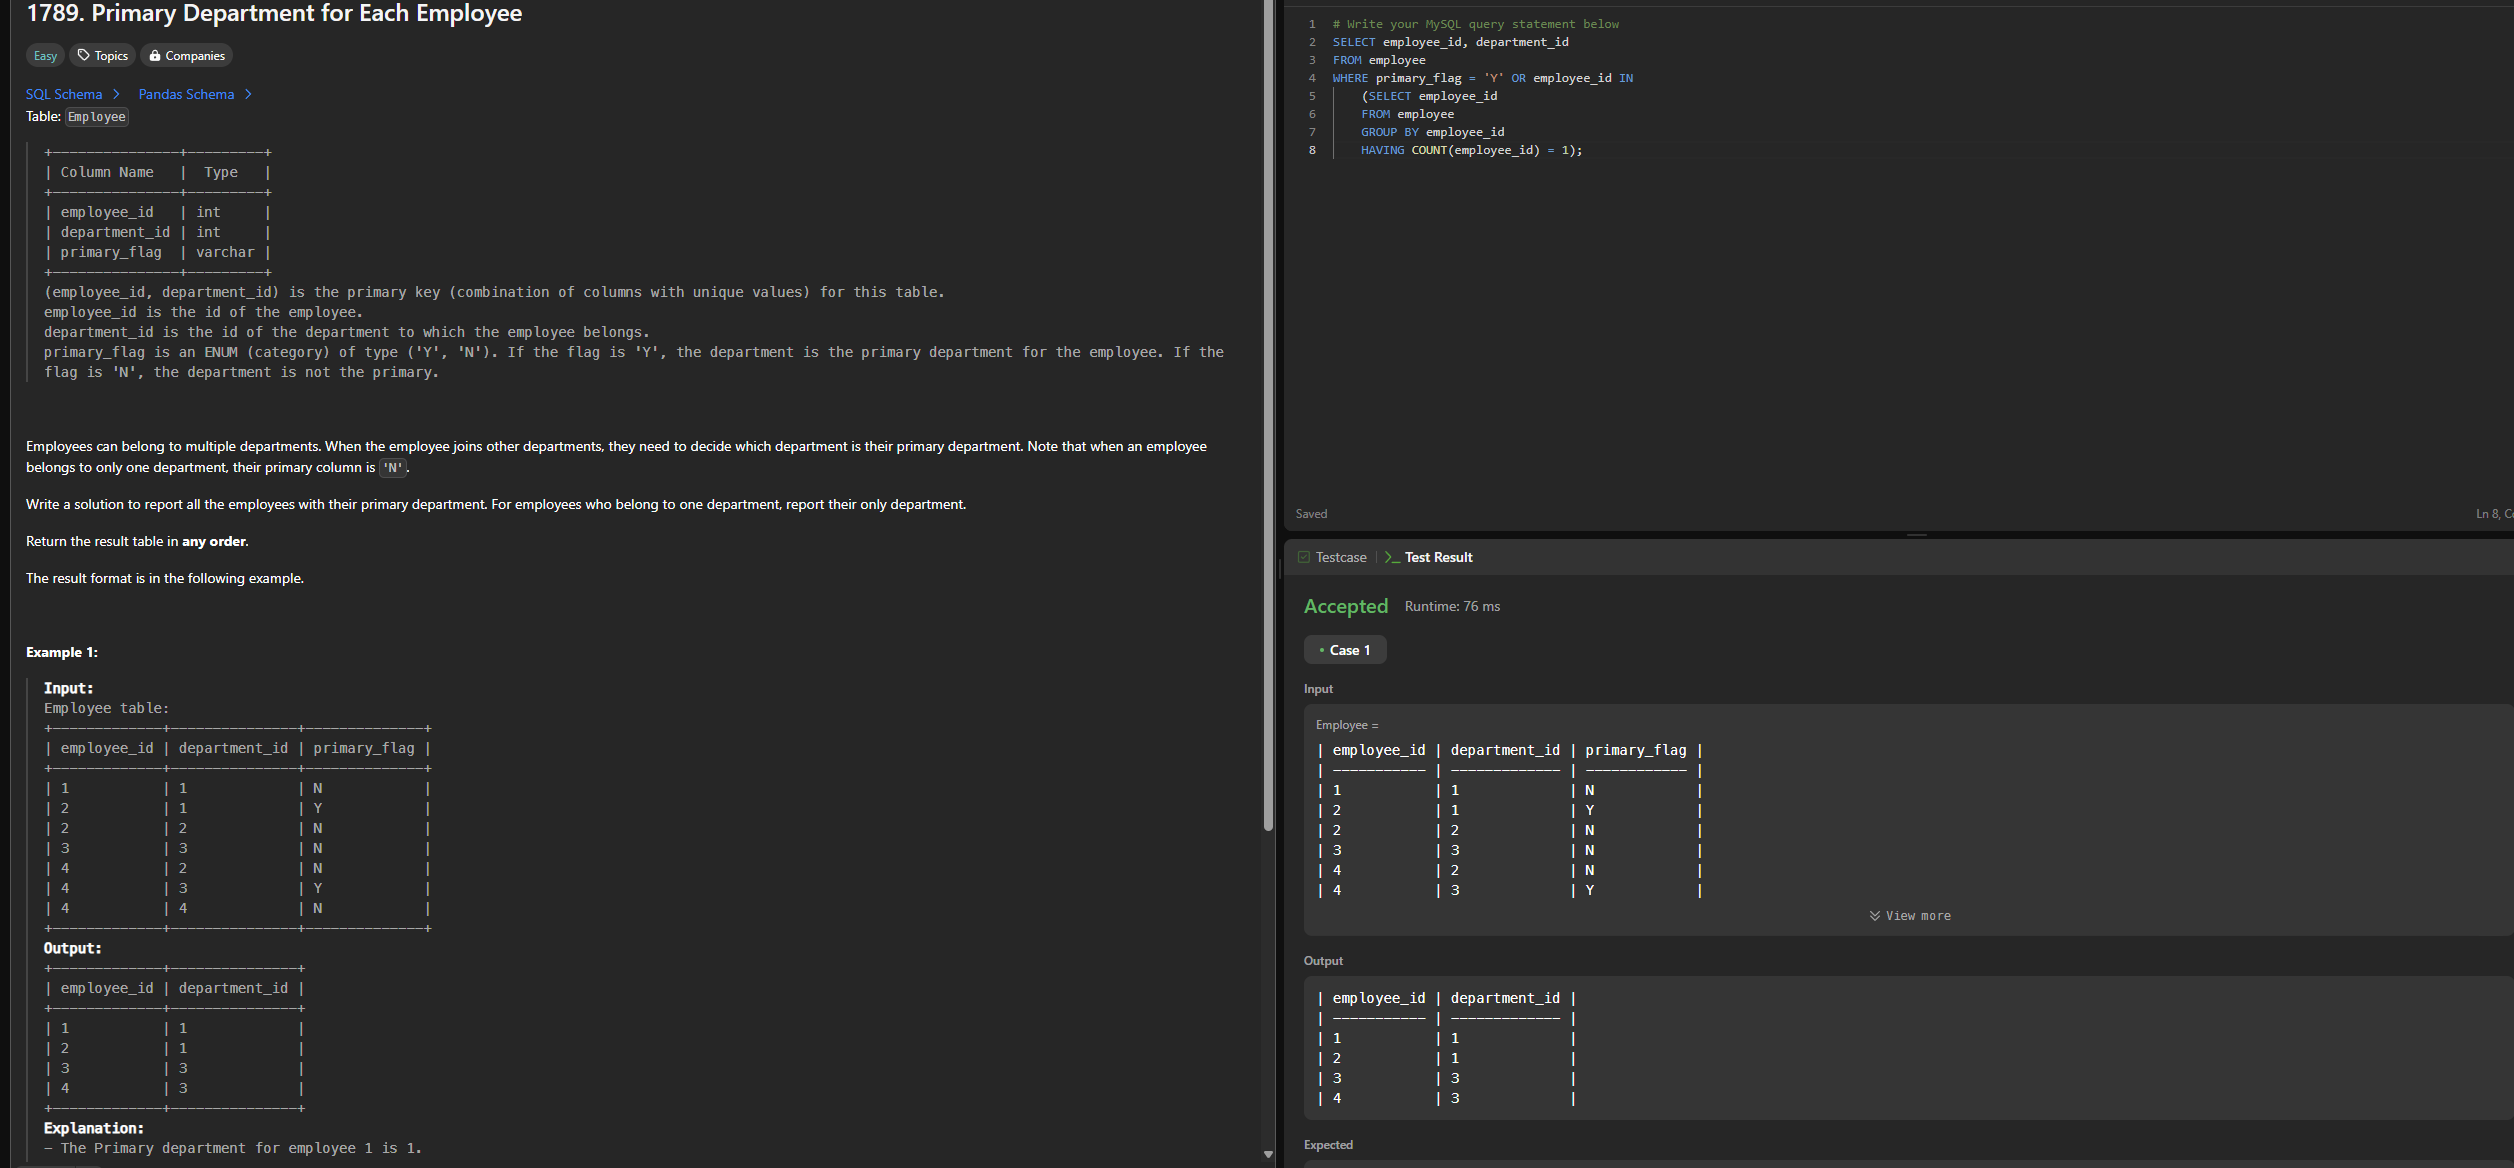 1789. Primary Department for Each Employee
Easy Topics Companies
SQL Schema > Pandas Schema >
Table: Employee
+---------------+---------+
| Column Name   |  Type   |
+---------------+---------+
| employee_id   | int     |
| department_id | int     |
| primary_flag  | varchar |
+---------------+---------+
(employee_id, department_id) is the primary key (combination of columns with unique values) for this table.
employee_id is the id of the employee.
department_id is the id of the department to which the employee belongs.
primary_flag is an ENUM (category) of type ('Y', 'N'). If the flag is 'Y', the department is the primary department for the employee. If the
flag is 'N', the department is not the primary.
Employees can belong to multiple departments. When the employee joins other departments, they need to decide which department is their primary department. Note that when an employee
belongs to only one department, their primary column is 'N'.
Write a solution to report all the employees with their primary department. For employees who belong to one department, report their only department.
Return the result table in any order.
The result format is in the following example.
Example 1:
Input:
Employee table:
+-------------+---------------+--------------+
| employee_id | department_id | primary_flag |
+-------------+---------------+--------------+
| 1           | 1             | N            |
| 2           | 1             | Y            |
| 2           | 2             | N            |
| 3           | 3             | N            |
| 4           | 2             | N            |
| 4           | 3             | Y            |
| 4           | 4             | N            |
+-------------+---------------+--------------+
Output:
+-------------+---------------+
| employee_id | department_id |
+-------------+---------------+
| 1           | 1             |
| 2           | 1             |
| 3           | 3             |
| 4           | 3             |
+-------------+---------------+
Explanation:
- The Primary department for employee 1 is 1.
1 # Write your MySQL query statement below
2 SELECT employee_id, department_id
3 FROM employee
4 WHERE primary_flag = 'Y' OR employee_id IN
5     (SELECT employee_id
6     FROM employee
7     GROUP BY employee_id
8     HAVING COUNT(employee_id) = 1);
Saved
Ln 8, C
Testcase | >_ Test Result
Accepted Runtime: 76 ms
• Case 1
Input
Employee =
| employee_id | department_id | primary_flag |
| ----------- | ------------- | ------------ |
| 1           | 1             | N            |
| 2           | 1             | Y            |
| 2           | 2             | N            |
| 3           | 3             | N            |
| 4           | 2             | N            |
| 4           | 3             | Y            |
View more
Output
| employee_id | department_id |
| ----------- | ------------- |
| 1           | 1             |
| 2           | 1             |
| 3           | 3             |
| 4           | 3             |
Expected